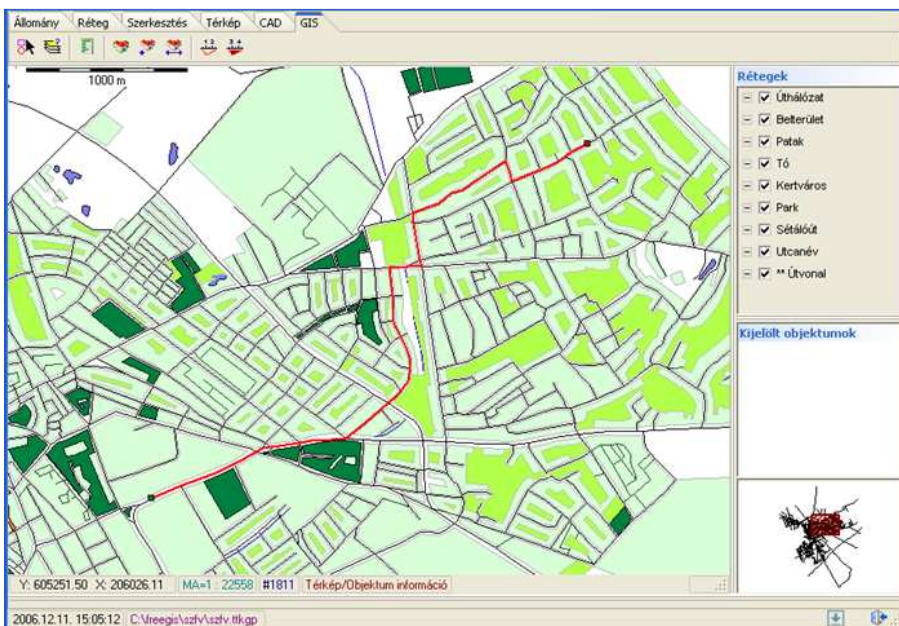 Állomány Réteg Szerkesztés Térkép CAD GIS
1000 m
Rétegek
Úthálózat
Belterület
Patak
Tó
Kertváros
Park
Sétálóút
Utcanév
** Útvonal
Kijelölt objektumok
Y: 605251.50 X: 206026.11 MA=1 : 22558 #1811 Térkép/Objektum információ
2006.12.11. 15:05:12 C:\freegis\szfv\szfv.ttkgp